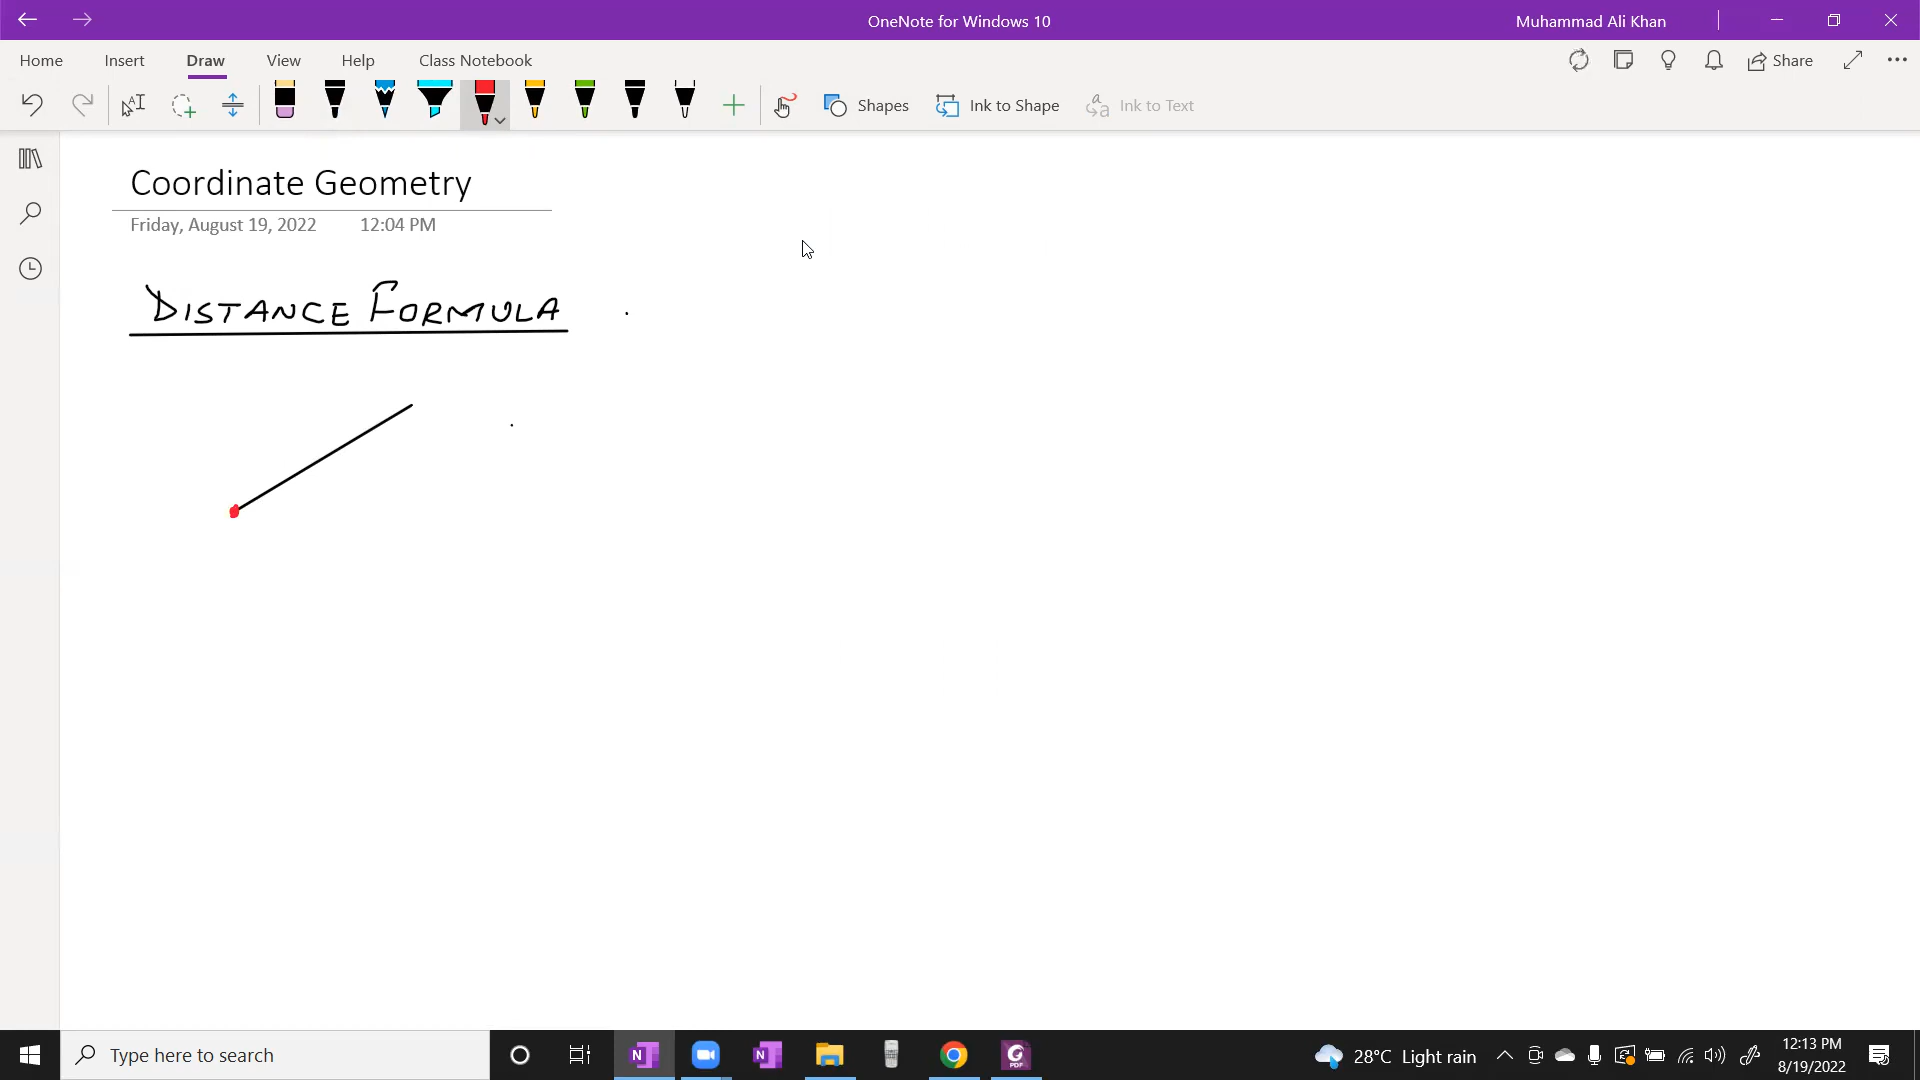 OneNote for Windows 10
Muhammad Ali Khan
Home Insert Draw View Help Class Notebook
Share
Shapes Ink to Shape Ink to Text
Coordinate Geometry
Friday, August 19, 2022 12:04 PM
DISTANCE FORMULA
Type here to search
28°C Light rain
12:13 PM
8/19/2022